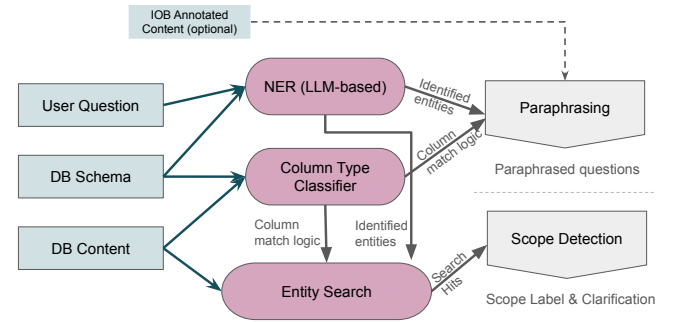 IOB Annotated
Content (optional)
User Question
NER (LLM-based)
Identified
entities
Paraphrasing
Column
match logic
Paraphrased questions
DB Schema
Column Type
Classifier
DB Content
Column
match logic
Identified
entities
Scope Detection
Search
Hits
Entity Search
Scope Label & Clarification